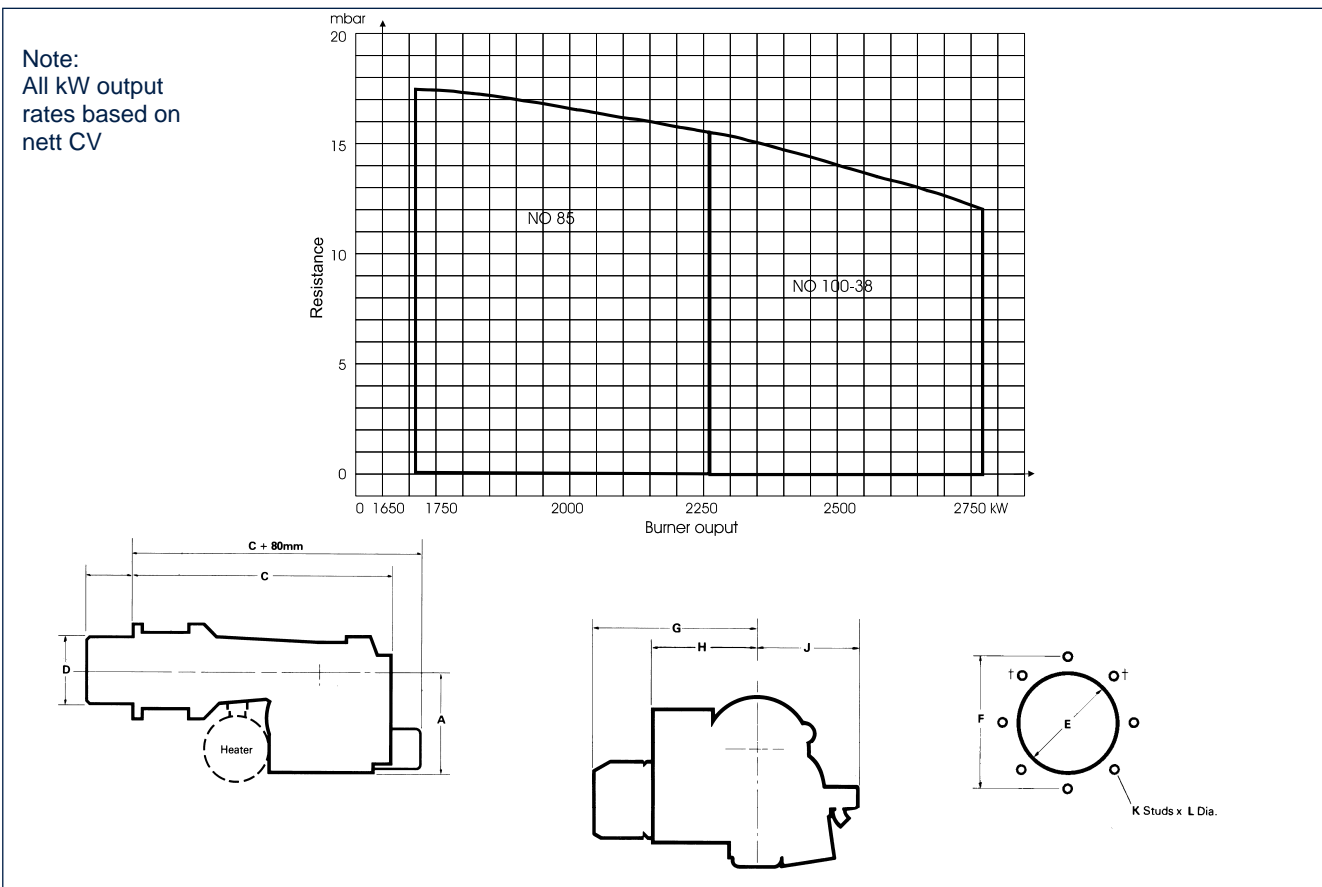 Note:
All kW output
rates based on
nett CV
mbar
20
15
10
5
0
Resistance
NO 85
NO 100-38
0 1650 1750 2000 2250 2500 2750 kW
Burner ouput
C + 80mm
C
D
A
Heater
G
H J
† †
F
E
K Studs x L Dia.